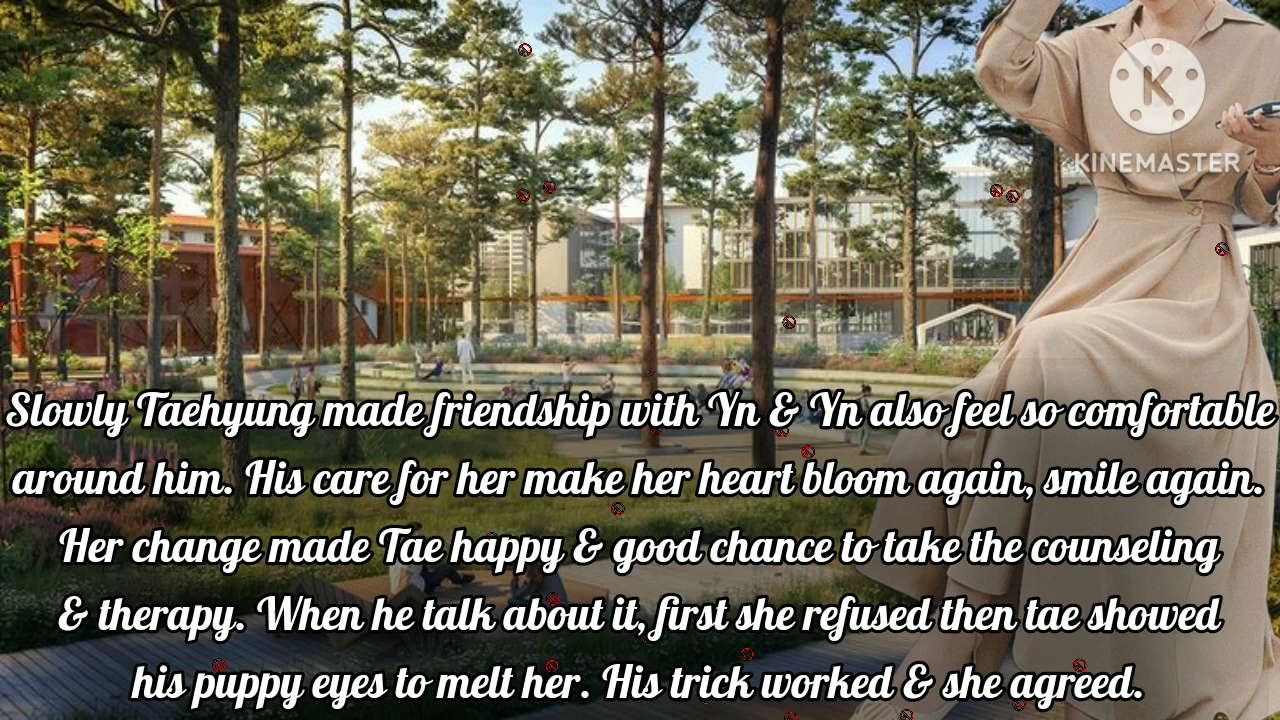 K
KINEMASTER
Slowly Taehyung made friendship with Yn & Yn also feel so comfortable
around him. His care for her make her heart bloom again, smile again.
Her change made Tae happy & good chance to take the counseling
& therapy. When he talk about it, first she refused then tae showed
his puppy eyes to melt her. His trick worked & she agreed.